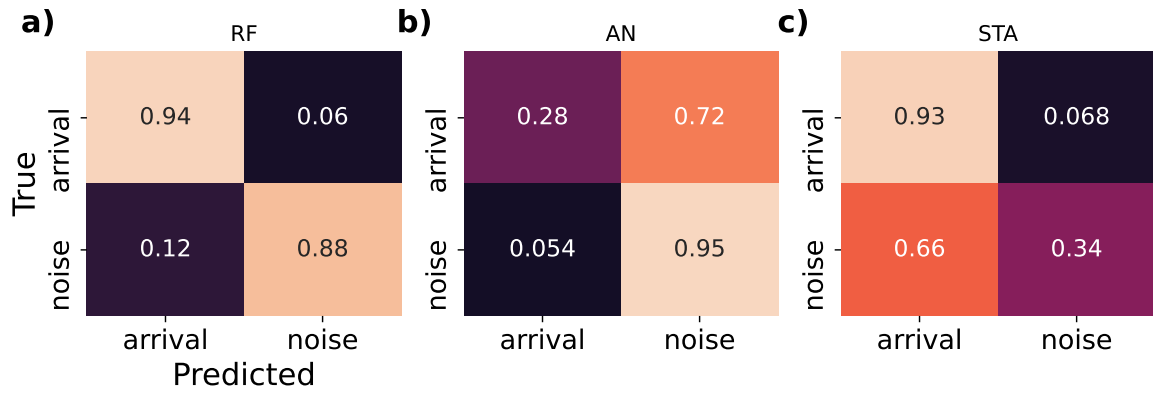 a) RF
b) AN
c) STA
True
arrival
noise
0.94 0.06
0.12 0.88
arrival noise
Predicted
arrival
noise
0.28 0.72
0.054 0.95
arrival noise
arrival
noise
0.93 0.068
0.66 0.34
arrival noise